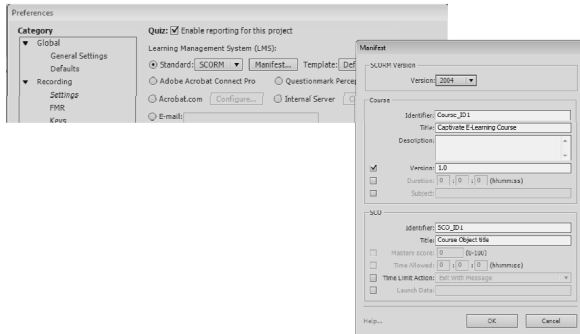 Preferences
Category
Global
General Settings
Defaults
Recording
Settings
FMR
Keys
Quiz: Enable reporting for this project
Learning Management System (LMS):
Standard: SCORM Manifest... Template: Def
Adobe Acrobat Connect Pro Questionmark Percep
Acrobat.com Configure... Internal Server
E-mail:
Manifest
SCORM Version
Version: 2004
Course
Identifier: Course_ID1
Title: Captivate E-Learning Course
Description:
Version: 1.0
Duration: 0 : 0 : 0 (hh:mm:ss)
Subject:
SCO
Identifier: SCO_ID1
Title: Course Object title
Mastery score: 0 (0-100)
Time Allowed: 0 : 0 : 0 (hh:mm:ss)
Time Limit Action: Exit With Message
Launch Data:
Help... OK Cancel